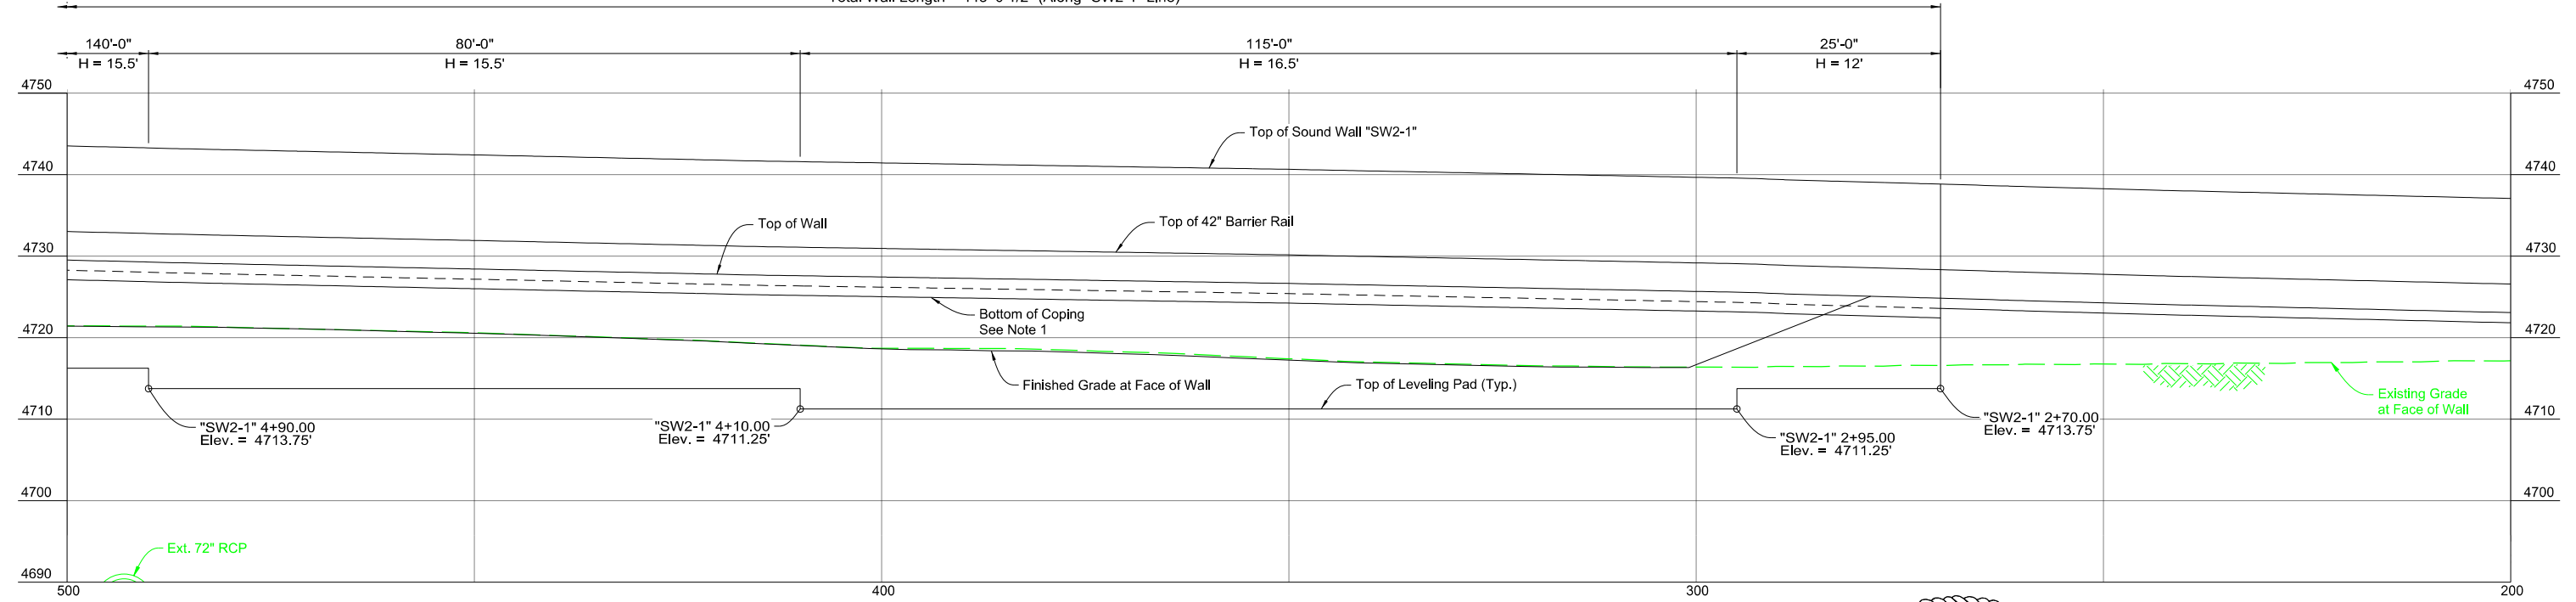 140'-0"
H = 15.5'
80'-0"
H = 15.5'
115'-0"
H = 16.5'
25'-0"
H = 12'
4750
4750
Top of Sound Wall "SW2-1"
4740
4740
Top of Wall
Top of 42" Barrier Rail
4730
4730
Bottom of Coping
See Note 1
4720
4720
Finished Grade at Face of Wall
Top of Leveling Pad (Typ.)
Existing Grade
at Face of Wall
4710
4710
"SW2-1" 4+90.00
Elev. = 4713.75'
"SW2-1" 4+10.00
Elev. = 4711.25'
"SW2-1" 2+95.00
Elev. = 4711.25'
"SW2-1" 2+70.00
Elev. = 4713.75'
4700
4700
Ext. 72" RCP
4690
500
400
300
200